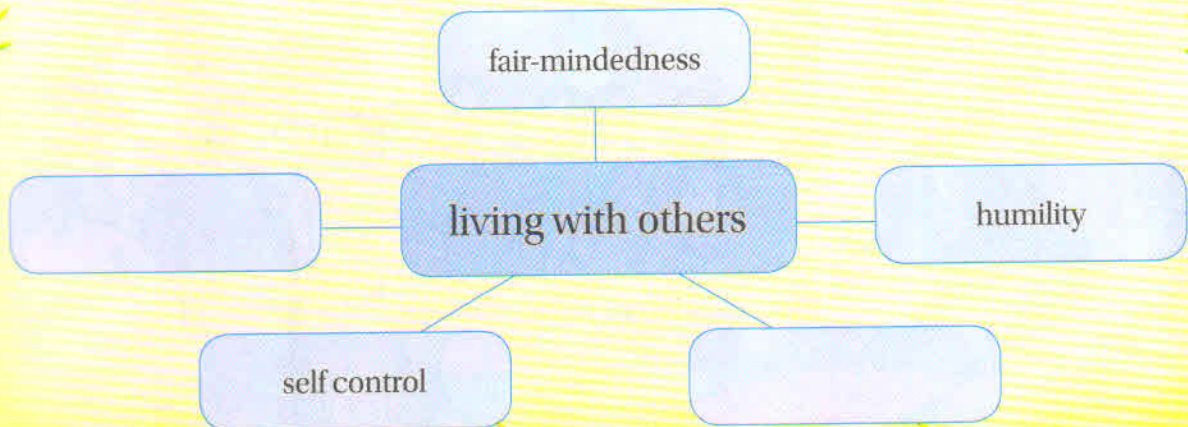 fair-mindedness
living with others
humility
self control